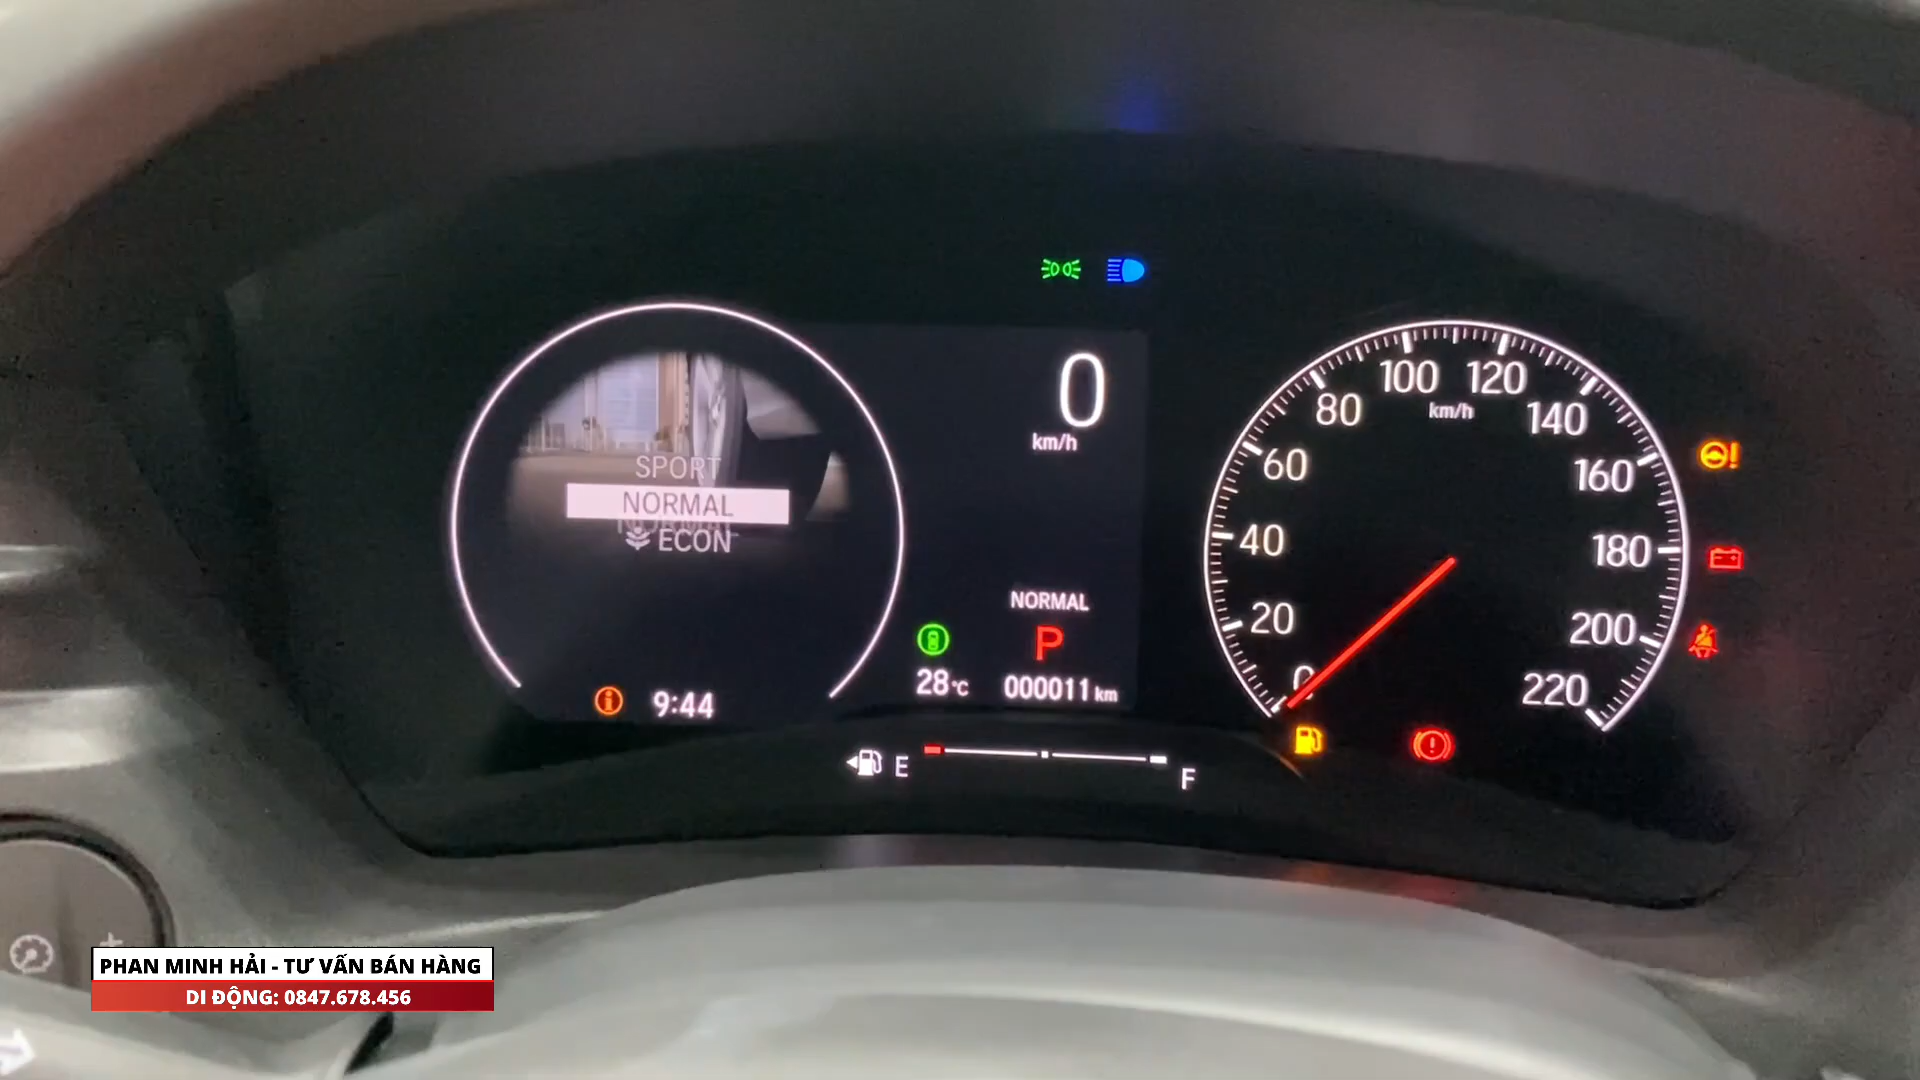 SPORT
NORMAL
ECON
9:44
0
km/h
NORMAL
P
28°C
000011 km
E
F
0
20
40
60
80
100
120
140
160
180
200
220
km/h
PHAN MINH HẢI - TƯ VẤN BÁN HÀNG
DI ĐỘNG: 0847.678.456